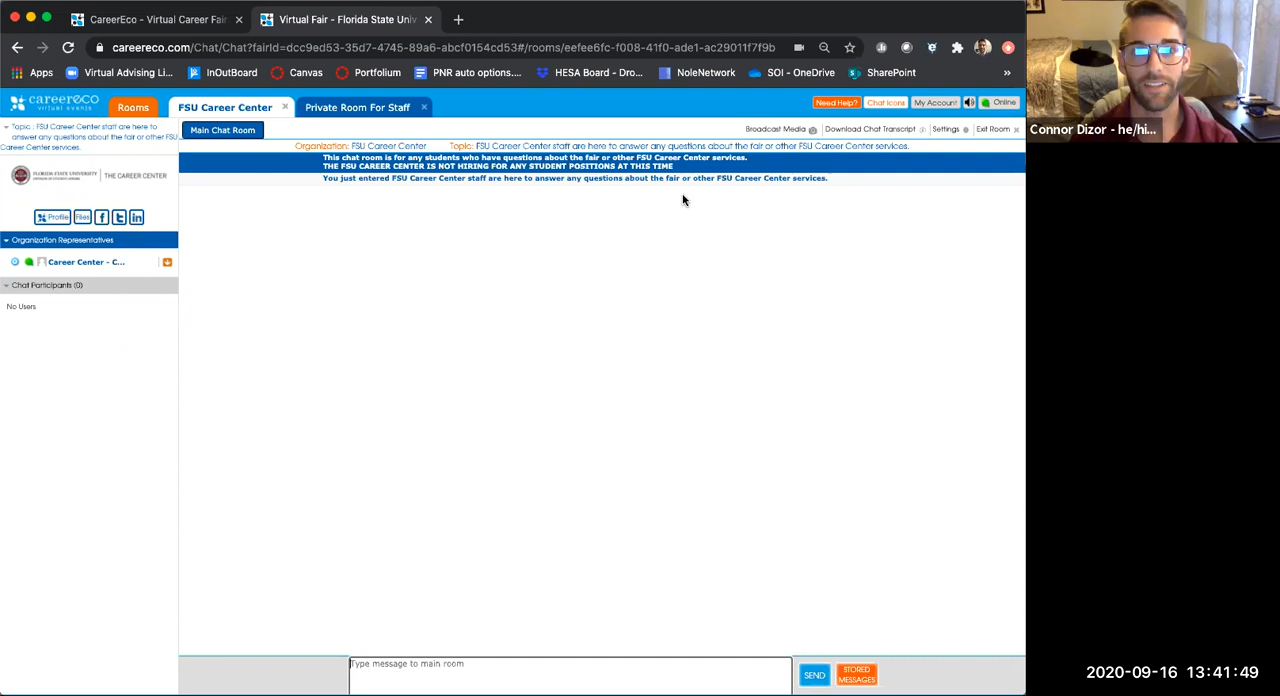 CareerEco - Virtual Career Fair
Virtual Fair - Florida State Univ
careereco.com/Chat/Chat?fairId=dcc9ed53-35d7-4745-89a6-abcf0154cd53#/rooms/eefee6fc-f008-41f0-ade1-ac29011f7f9b
Apps
Virtual Advising Li...
InOutBoard
Canvas
Portfolium
PNR auto options....
HESA Board - Dro...
NoleNetwork
SOI - OneDrive
SharePoint
»
careereco
virtual events
Rooms
FSU Career Center
Private Room For Staff
Need Help?
Chat Icons
My Account
Online
Topic: FSU Career Center staff are here to
answer any questions about the fair or other FSU
Career Center services.
Main Chat Room
Broadcast Media
Download Chat Transcript
Settings
Exit Room
Organization: FSU Career Center
Topic: FSU Career Center staff are here to answer any questions about the fair or other FSU Career Center services.
This chat room is for any students who have questions about the fair or other FSU Career Center services.
THE FSU CAREER CENTER IS NOT HIRING FOR ANY STUDENT POSITIONS AT THIS TIME
You just entered FSU Career Center staff are here to answer any questions about the fair or other FSU Career Center services.
FLORIDA STATE UNIVERSITY
DIVISION OF STUDENT AFFAIRS
THE CAREER CENTER
Profile
Files
Organization Representatives
Career Center - C...
Chat Participants (0)
No Users
Type message to main room
SEND
STORED
MESSAGES
Connor Dizor - he/hi...
2020-09-16 13:41:49